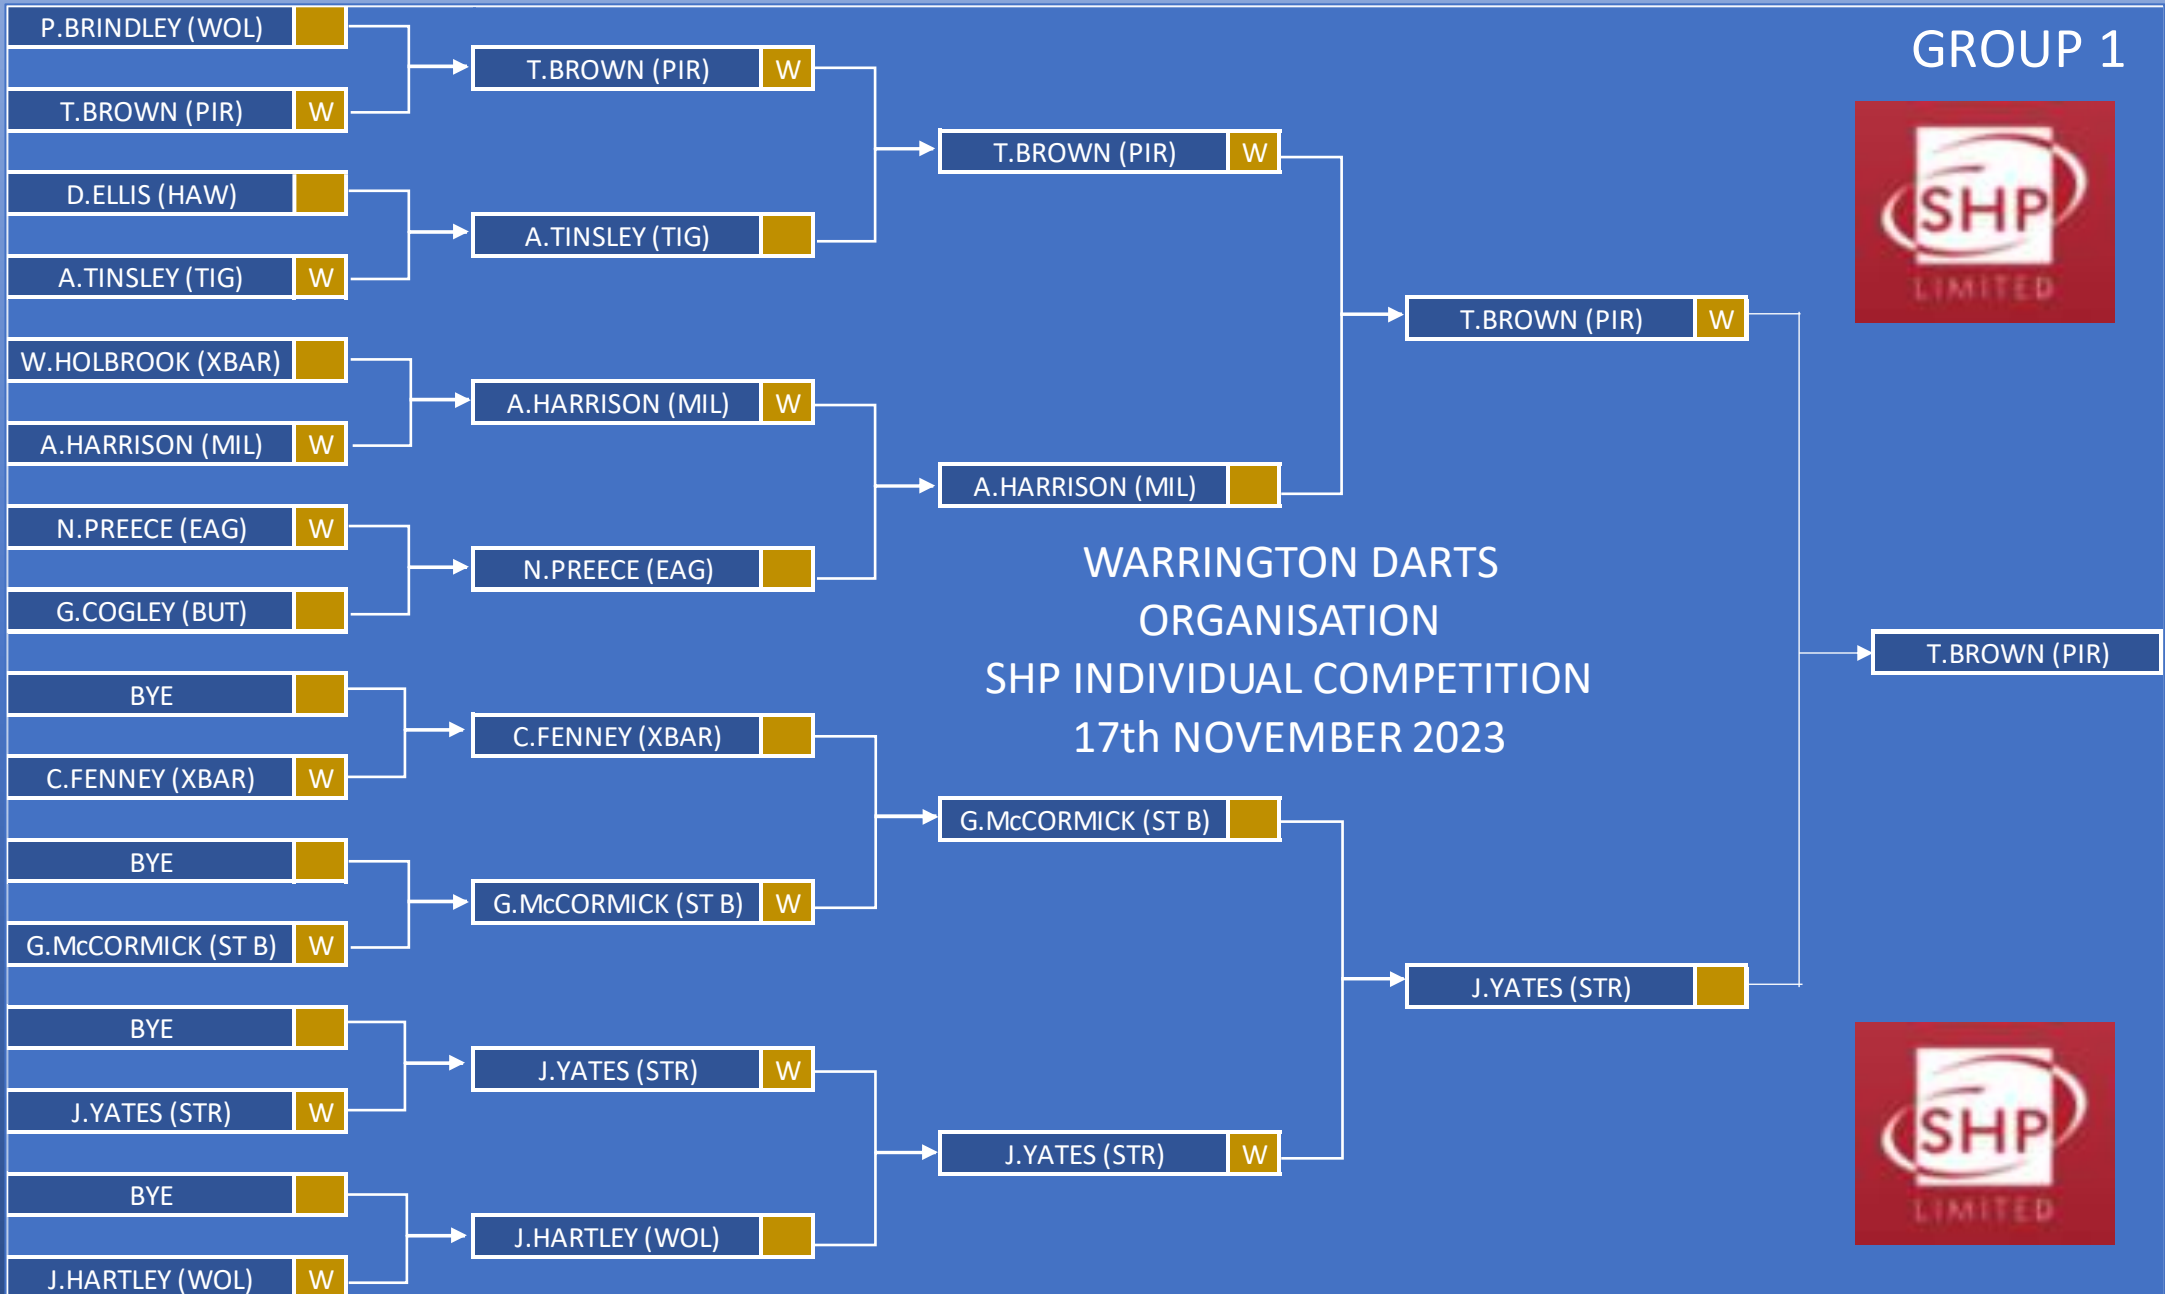 GROUP 1
SHP
LIMITED
P.BRINDLEY (WOL)
T.BROWN (PIR) W
D.ELLIS (HAW)
A.TINSLEY (TIG) W
W.HOLBROOK (XBAR)
A.HARRISON (MIL) W
N.PREECE (EAG) W
G.COGLEY (BUT)
BYE
C.FENNEY (XBAR) W
BYE
G.McCORMICK (ST B) W
BYE
J.YATES (STR) W
BYE
J.HARTLEY (WOL) W
T.BROWN (PIR) W
A.TINSLEY (TIG)
A.HARRISON (MIL) W
N.PREECE (EAG)
C.FENNEY (XBAR)
G.McCORMICK (ST B) W
J.YATES (STR) W
J.HARTLEY (WOL)
T.BROWN (PIR) W
A.HARRISON (MIL)
WARRINGTON DARTS
ORGANISATION
SHP INDIVIDUAL COMPETITION
17th NOVEMBER 2023
G.McCORMICK (ST B)
J.YATES (STR) W
T.BROWN (PIR) W
J.YATES (STR)
T.BROWN (PIR)
SHP
LIMITED